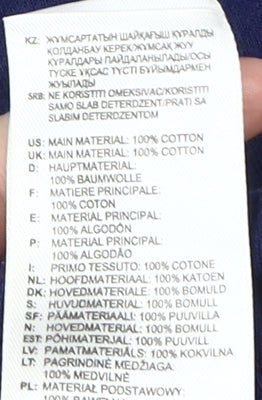 KZ: ЖҰМСАРТАТЫН ШАЙҚАҒЫШ ҚҰРАЛДЫ
ҚОЛДАНБАУ КЕРЕК/ЖҰМСАҚ ЖУУ
ҚҰРАЛДАРЫ ПАЙДАЛАНЫЛАДЫ/ОСЫ
ТҮСКЕ ҰҚСАС ТҮСТІ БҰЙЫМДАРМЕН
ЖУЫЛАДЫ
SRB: NE KORISTITI OMEKSIVAC/KORISTITI
SAMO SLAB DETERDZENT/PRATI SA
SLABIM DETERDZENTOM
US: MAIN MATERIAL: 100% COTTON
UK: MAIN MATERIAL: 100% COTTON
D: HAUPTMATERIAL:
100% BAUMWOLLE
F: MATIERE PRINCIPALE:
100% COTON
E: MATERIAL PRINCIPAL:
100% ALGODÓN
P: MATERIAL PRINCIPAL:
100% ALGODÃO
I: PRIMO TESSUTO: 100% COTONE
NL: HOOFDMATERIAAL: 100% KATOEN
DK: HOVEDMATERIALE: 100% BOMULD
S: HUVUDMATERIAL: 100% BOMULL
SF: PÄÄMATERIAALI: 100% PUUVILLA
N: HOVEDMATERIAL: 100% BOMULL
EST: PÕHIMATERJAL: 100% PUUVILL
LV: PAMATMATERIĀLS: 100% KOKVILNA
LT: PAGRINDINĖ MEDŽIAGA:
100% MEDVILNĖ
PL: MATERIAŁ PODSTAWOWY:
100%